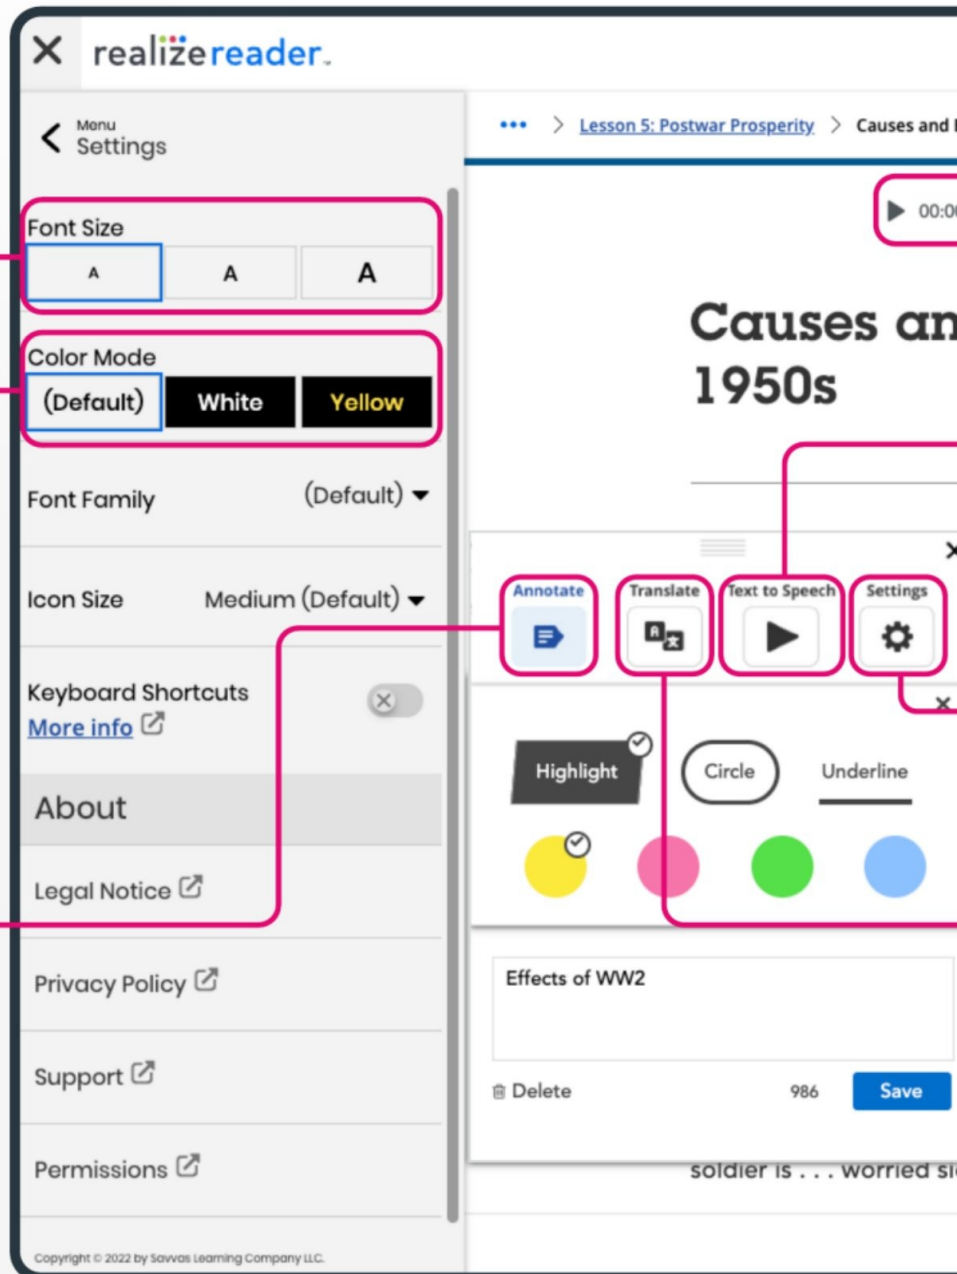 realizereader™
Menu
Settings
Font Size
A A A
Color Mode
(Default) White Yellow
Font Family (Default)
Icon Size Medium (Default)
Keyboard Shortcuts
More info
About
Legal Notice
Privacy Policy
Support
Permissions
Copyright © 2022 by Savvas Learning Company LLC.
••• > Lesson 5: Postwar Prosperity > Causes and
00:00
Causes an
1950s
Annotate Translate Text to Speech Settings
Highlight Circle Underline
Effects of WW2
Delete 986 Save
soldier is . . . worried